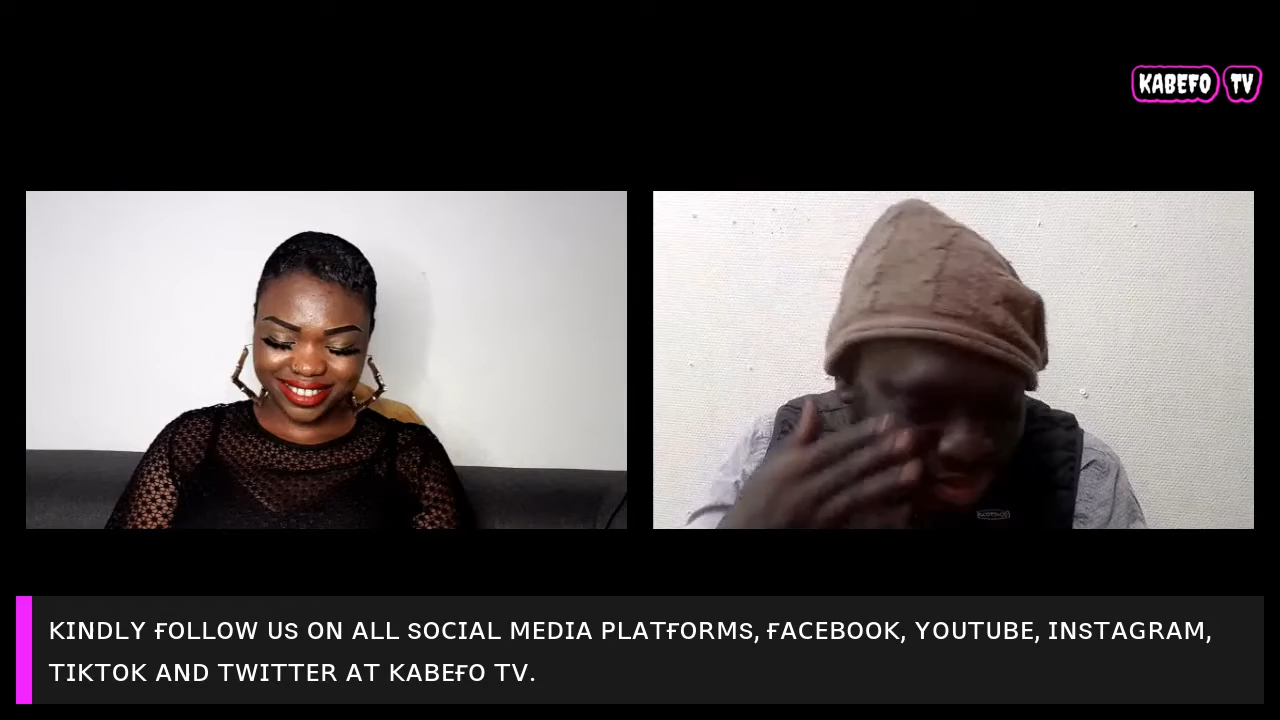 KABEFO TV
KINDLY FOLLOW US ON ALL SOCIAL MEDIA PLATFORMS, FACEBOOK, YOUTUBE, INSTAGRAM,
TIKTOK AND TWITTER AT KABEFO TV.